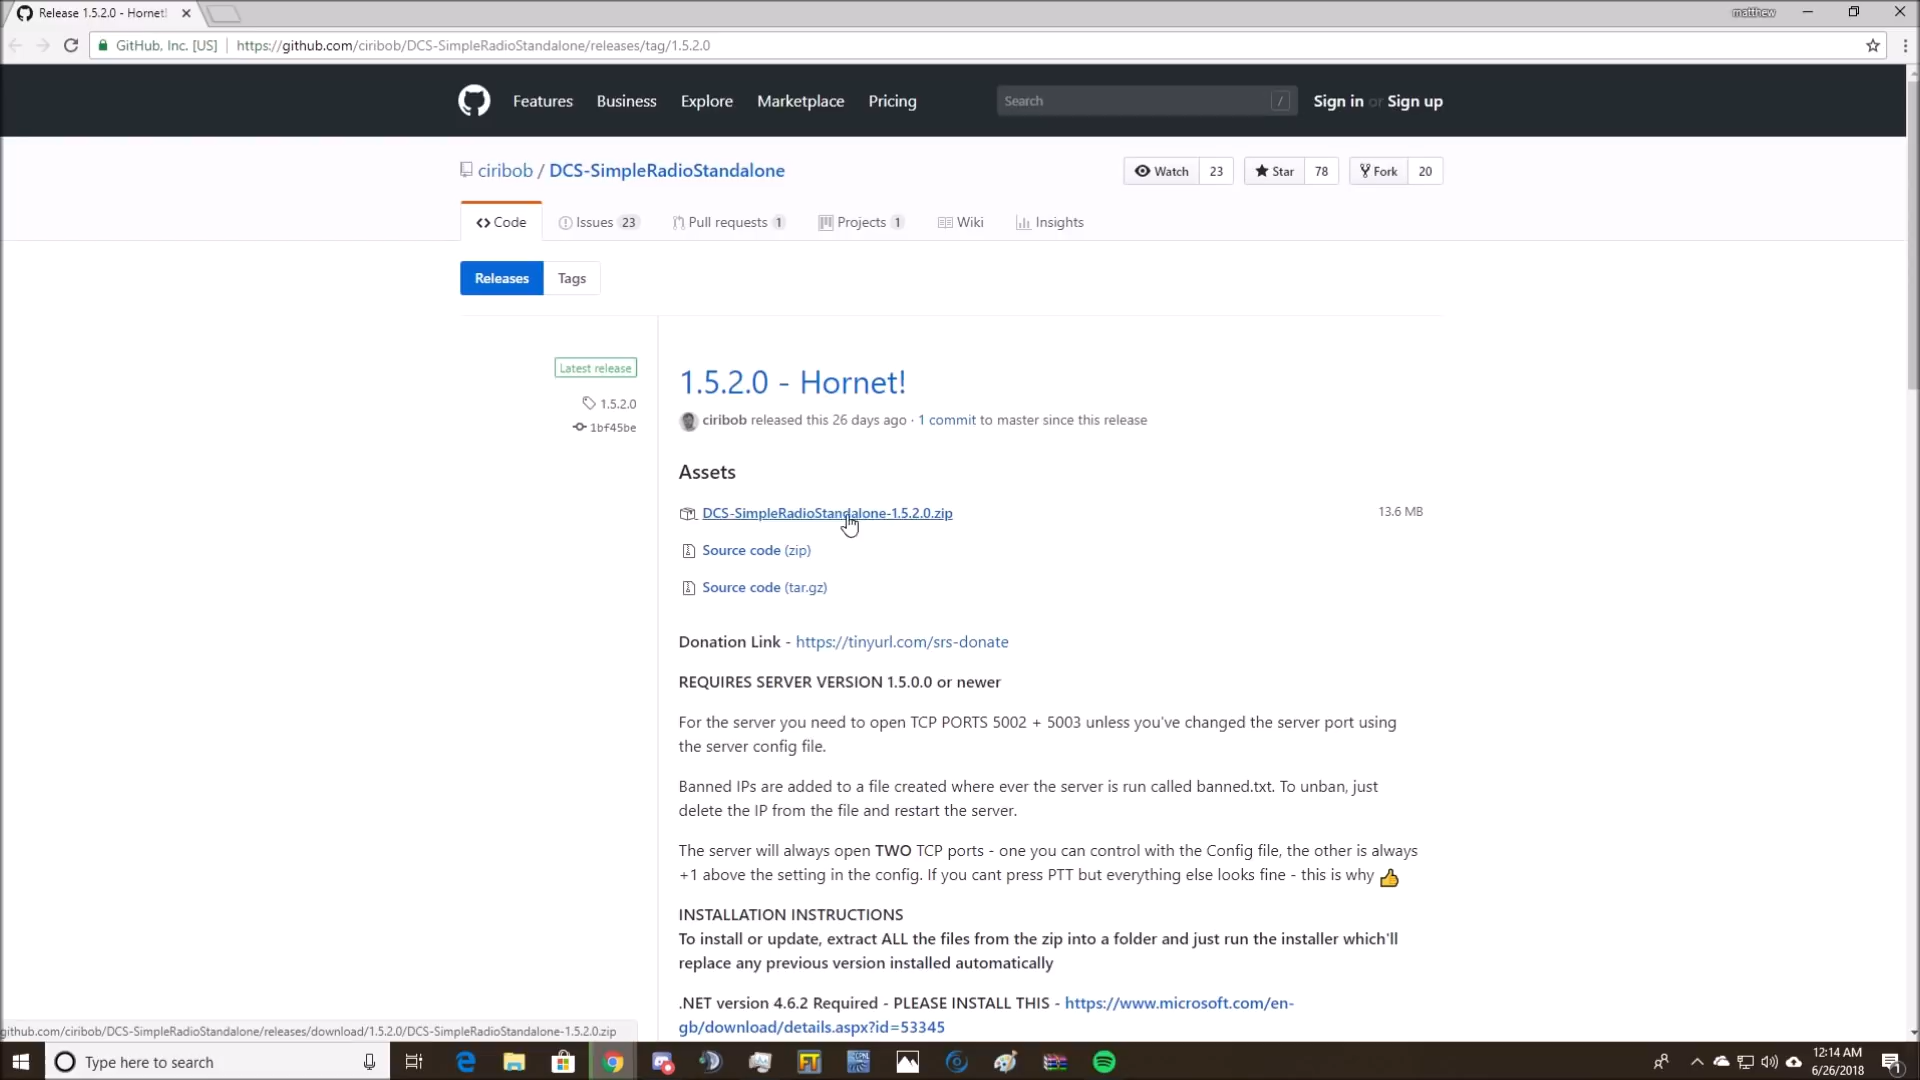 Release 1.5.2.0 - Hornet!
matthew
GitHub, Inc. [US]
https://github.com/ciribob/DCS-SimpleRadioStandalone/releases/tag/1.5.2.0
Features Business Explore Marketplace Pricing
Search /
Sign in or Sign up
ciribob / DCS-SimpleRadioStandalone
Watch 23 Star 78 Fork 20
Code Issues 23 Pull requests 1 Projects 1 Wiki Insights
Releases Tags
Latest release
1.5.2.0
1bf45be
1.5.2.0 - Hornet!
ciribob released this 26 days ago · 1 commit to master since this release
Assets
DCS-SimpleRadioStandalone-1.5.2.0.zip 13.6 MB
Source code (zip)
Source code (tar.gz)
Donation Link - https://tinyurl.com/srs-donate
REQUIRES SERVER VERSION 1.5.0.0 or newer
For the server you need to open TCP PORTS 5002 + 5003 unless you've changed the server port using
the server config file.
Banned IPs are added to a file created where ever the server is run called banned.txt. To unban, just
delete the IP from the file and restart the server.
The server will always open TWO TCP ports - one you can control with the Config file, the other is always
+1 above the setting in the config. If you cant press PTT but everything else looks fine - this is why 👍
INSTALLATION INSTRUCTIONS
To install or update, extract ALL the files from the zip into a folder and just run the installer which'll
replace any previous version installed automatically
.NET version 4.6.2 Required - PLEASE INSTALL THIS - https://www.microsoft.com/en-
gb/download/details.aspx?id=53345
github.com/ciribob/DCS-SimpleRadioStandalone/releases/download/1.5.2.0/DCS-SimpleRadioStandalone-1.5.2.0.zip
Type here to search
FT
12:14 AM
6/26/2018
1